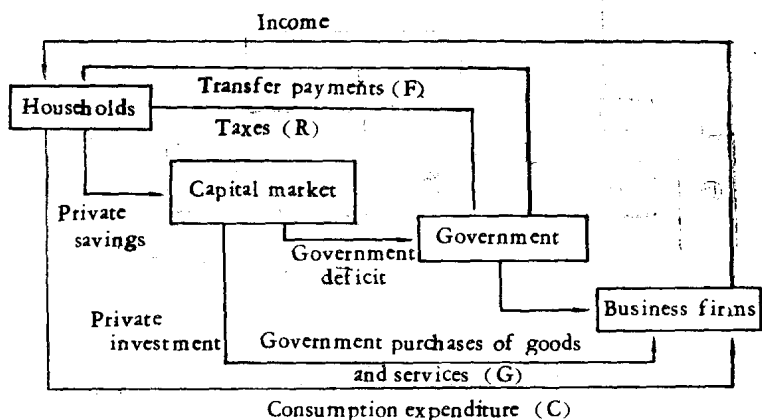 Income
Transfer payments (F)
Households
Taxes (R)
Capital market
Private
savings
Government
Government
deficit
Business firms
Private
investment
Government purchases of goods
and services (G)
Consumption expenditure (C)